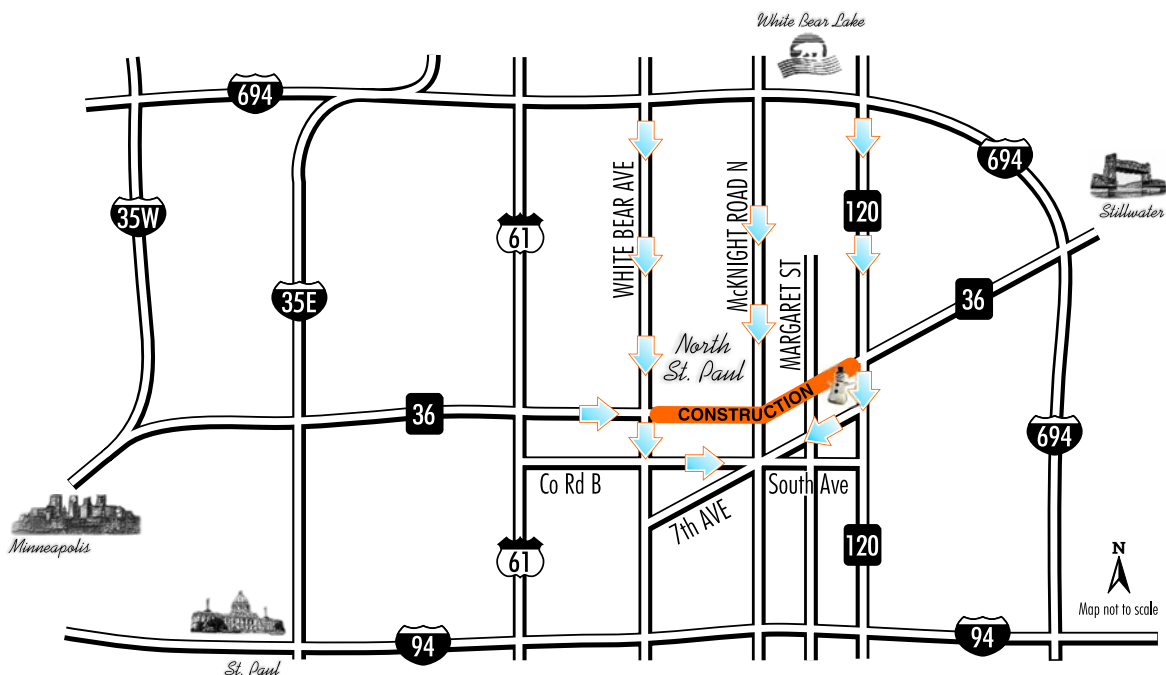 White Bear Lake
694
694
35W
120
Stillwater
61
WHITE BEAR AVE
McKNIGHT ROAD N
MARGARET ST
35E
36
North
St. Paul
36
CONSTRUCTION
694
Co Rd B
South Ave
7th AVE
Minneapolis
61
120
N
Map not to scale
94
94
St. Paul